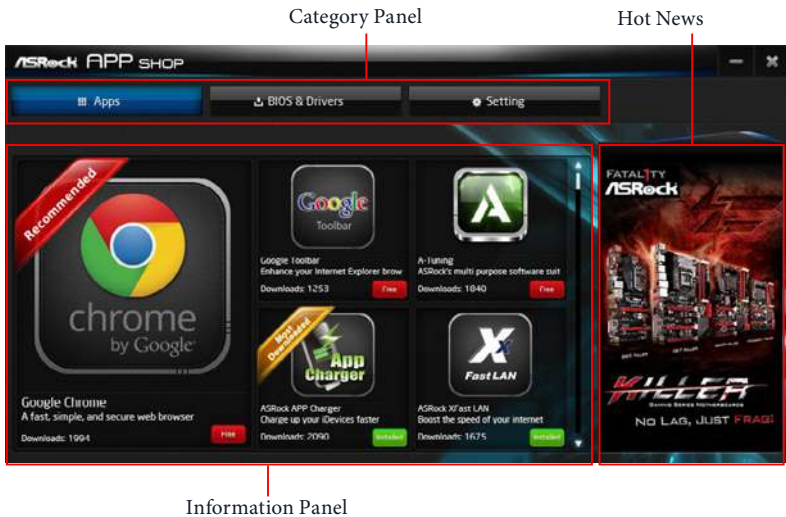 Category Panel
Hot News
ASRock APP SHOP
Apps
BIOS & Drivers
Setting
Recommended
chrome
by Google
Google Chrome
A fast, simple, and secure web browser
Downloads: 1994
Free
Google
Toolbar
Google Toolbar
Enhance your Internet Explorer brow
Downloads: 1253
Free
A
A-Tuning
ASRock's multi purpose software suit
Downloads: 1840
Free
Most
Downloaded
App
Charger
ASRock APP Charger
Charge up your iDevices faster
Downloads: 2090
Installed
X
Fast LAN
ASRock XFast LAN
Boost the speed of your internet
Downloads: 1675
Installed
FATAL1TY
ASRock
KILLER
GAMING SERIES MOTHERBOARDS
NO LAG, JUST FRAG!
Information Panel